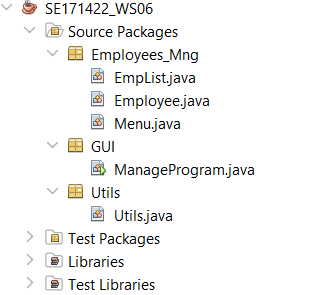 SE171422_WS06
Source Packages
Employees_Mng
EmpList.java
Employee.java
Menu.java
GUI
ManageProgram.java
Utils
Utils.java
Test Packages
Libraries
Test Libraries